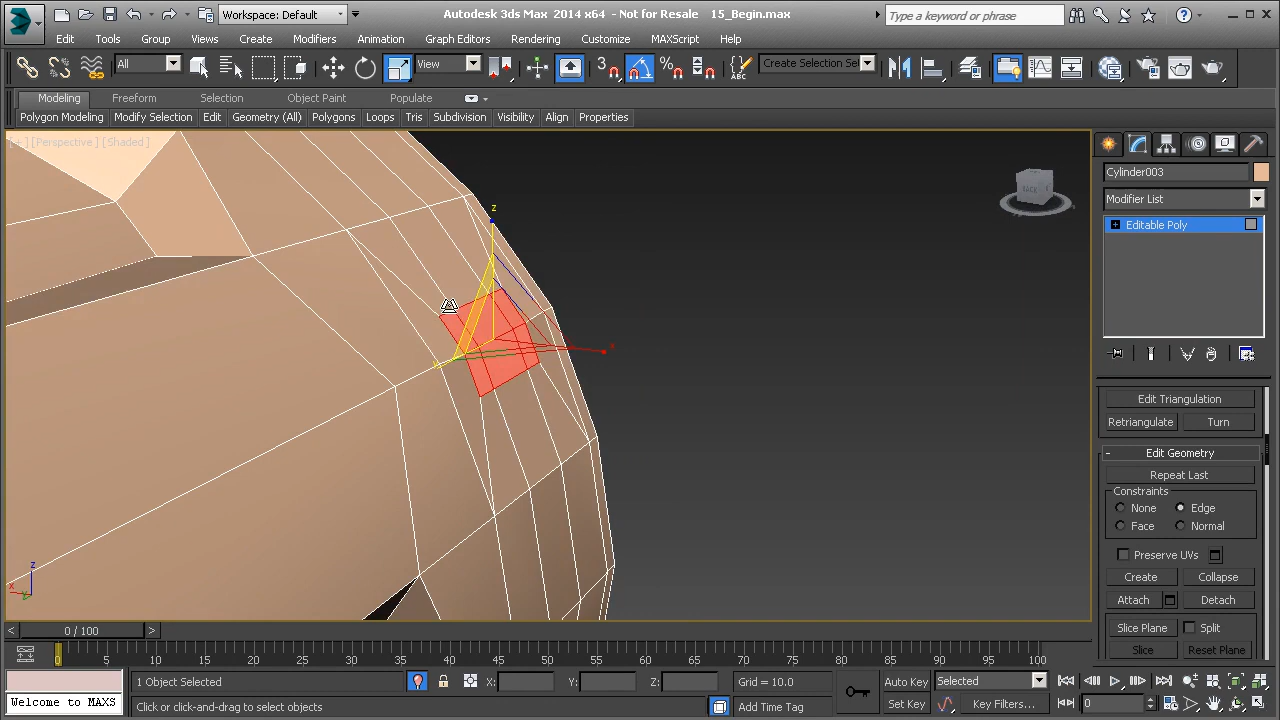 Workspace: Default
Autodesk 3ds Max 2014 x64 - Not for Resale 15_Begin.max
Type a keyword or phrase
Edit Tools Group Views Create Modifiers Animation Graph Editors Rendering Customize MAXScript Help
All View 3 Create Selection Se
Modeling Freeform Selection Object Paint Populate
Polygon Modeling Modify Selection Edit Geometry (All) Polygons Loops Tris Subdivision Visibility Align Properties
[ + ] [Perspective ] [Shaded ]
BACK
z
x
z
x
Cylinder003
Modifier List
Editable Poly
Edit Triangulation
Retriangulate Turn
- Edit Geometry
Repeat Last
Constraints
None Edge
Face Normal
Preserve UVs
Create Collapse
Attach Detach
Slice Plane Split
Slice Reset Plane
< 0 / 100 >
0 5 10 15 20 25 30 35 40 45 50 55 60 65 70 75 80 85 90 95 100
1 Object Selected X: Y: Z: Grid = 10.0 Auto Key Selected
Welcome to MAXS Click or click-and-drag to select objects Add Time Tag Set Key Key Filters... 0